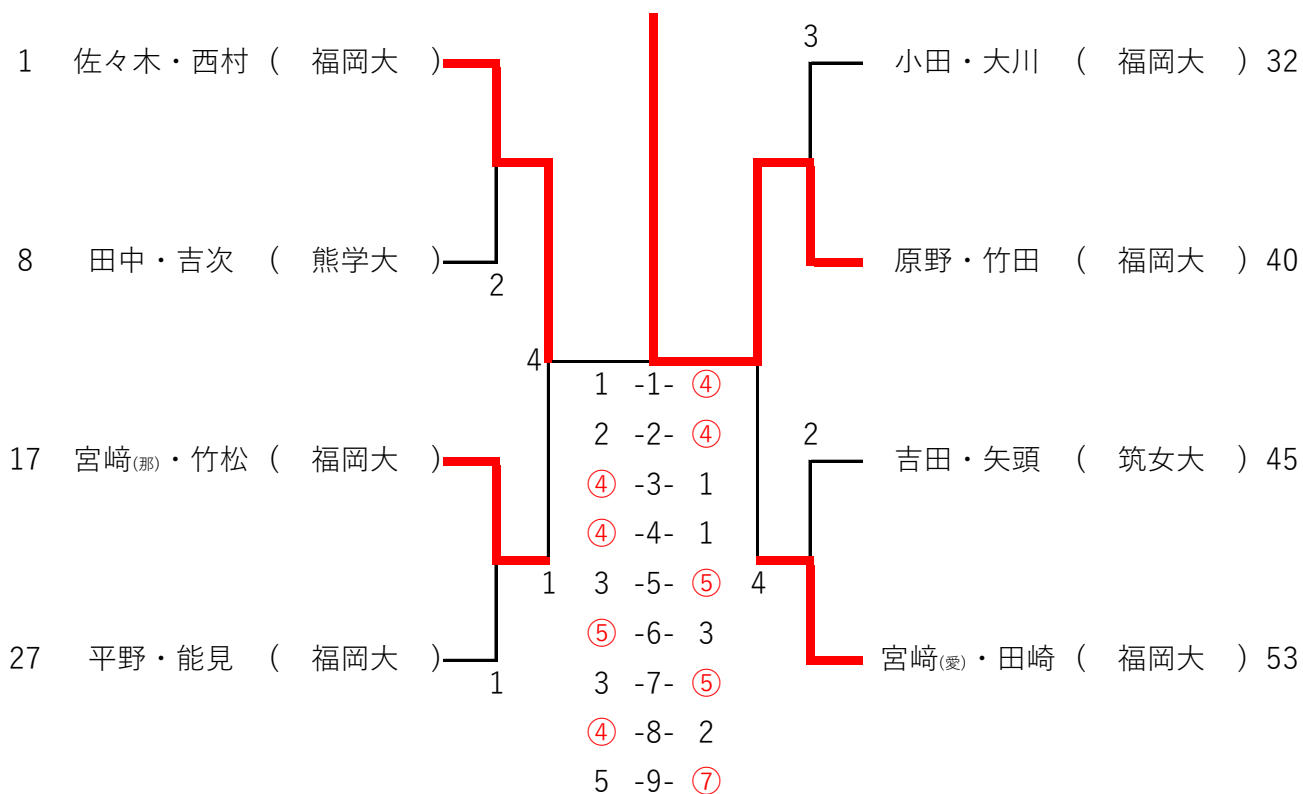 3
1 佐々木・西村 ( 福岡大 )
小田・大川 ( 福岡大 ) 32
8 田中・吉次 ( 熊学大 )
原野・竹田 ( 福岡大 ) 40
2
4
1 -1- ④
2 -2- ④
2
17 宮﨑(那)・竹松 ( 福岡大 )
吉田・矢頭 ( 筑女大 ) 45
④ -3- 1
④ -4- 1
1 3 -5- ⑤ 4
⑤ -6- 3
27 平野・能見 ( 福岡大 )
宮﨑(愛)・田崎 ( 福岡大 ) 53
1 3 -7- ⑤
④ -8- 2
5 -9- ⑦